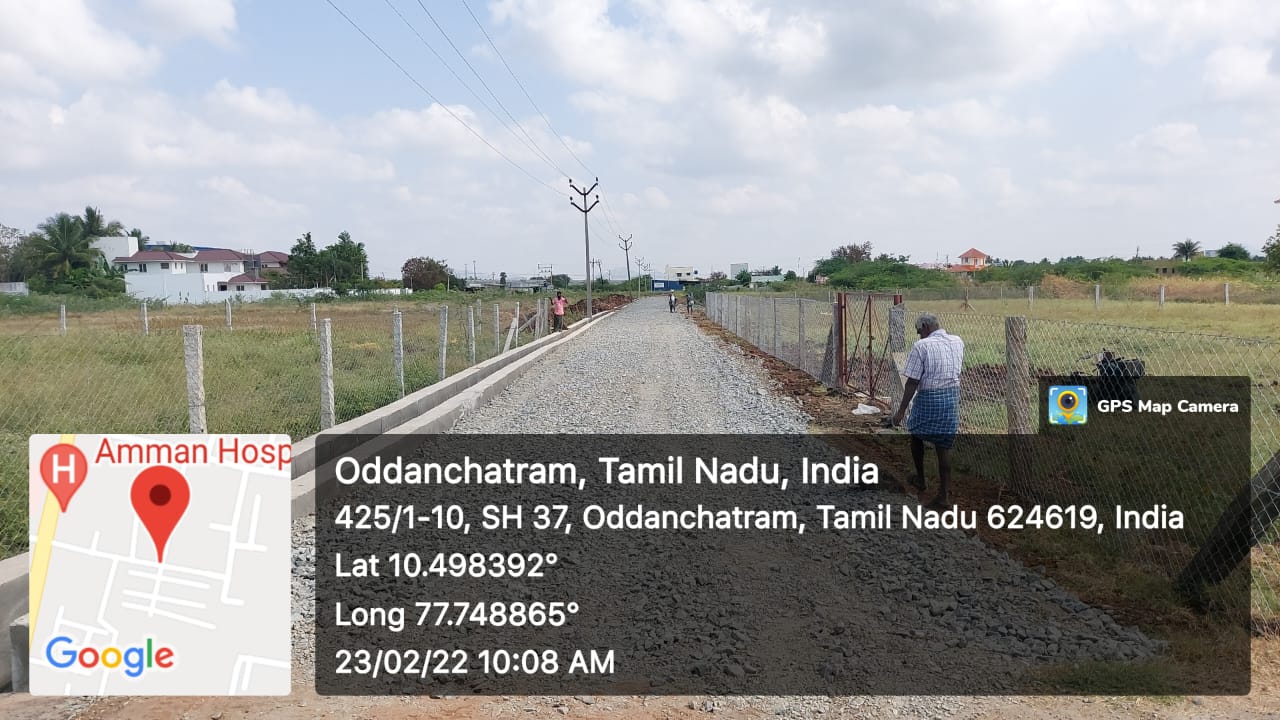 GPS Map Camera
H Amman Hosp
Google
Oddanchatram, Tamil Nadu, India
425/1-10, SH 37, Oddanchatram, Tamil Nadu 624619, India
Lat 10.498392°
Long 77.748865°
23/02/22 10:08 AM